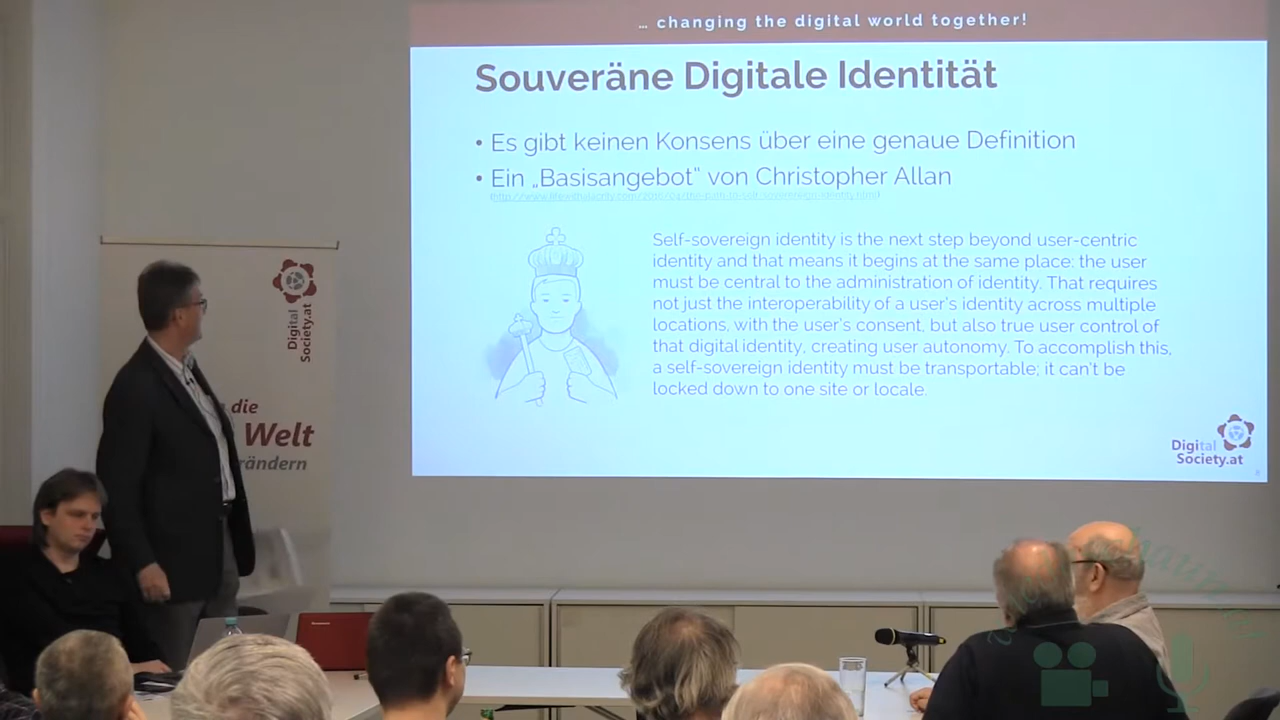 … changing the digital world together!
Souveräne Digitale Identität
• Es gibt keinen Konsens über eine genaue Definition
• Ein „Basisangebot“ von Christopher Allan
Self-sovereign identity is the next step beyond user-centric
identity and that means it begins at the same place: the user
must be central to the administration of identity. That requires
not just the interoperability of a user's identity across multiple
locations, with the user's consent, but also true user control of
that digital identity, creating user autonomy. To accomplish this,
a self-sovereign identity must be transportable; it can't be
locked down to one site or locale.
Digital
Society.at
Digital
Society.at
die
Welt
rändern